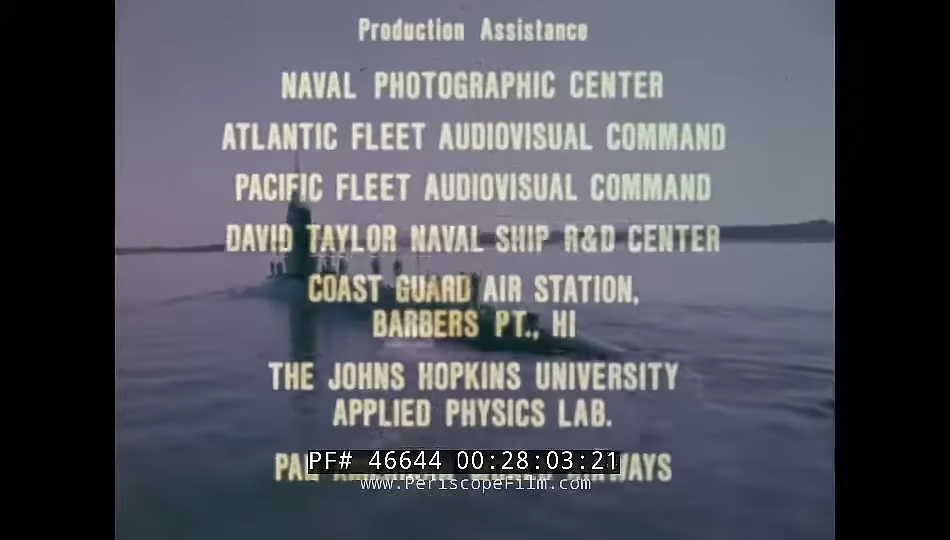 Production Assistance
NAVAL PHOTOGRAPHIC CENTER
ATLANTIC FLEET AUDIOVISUAL COMMAND
PACIFIC FLEET AUDIOVISUAL COMMAND
DAVID TAYLOR NAVAL SHIP R&D CENTER
COAST GUARD AIR STATION,
BARBERS PT., HI
THE JOHNS HOPKINS UNIVERSITY
APPLIED PHYSICS LAB.
PF# 46644 00:28:03:21
www.PeriscopeFilm.com